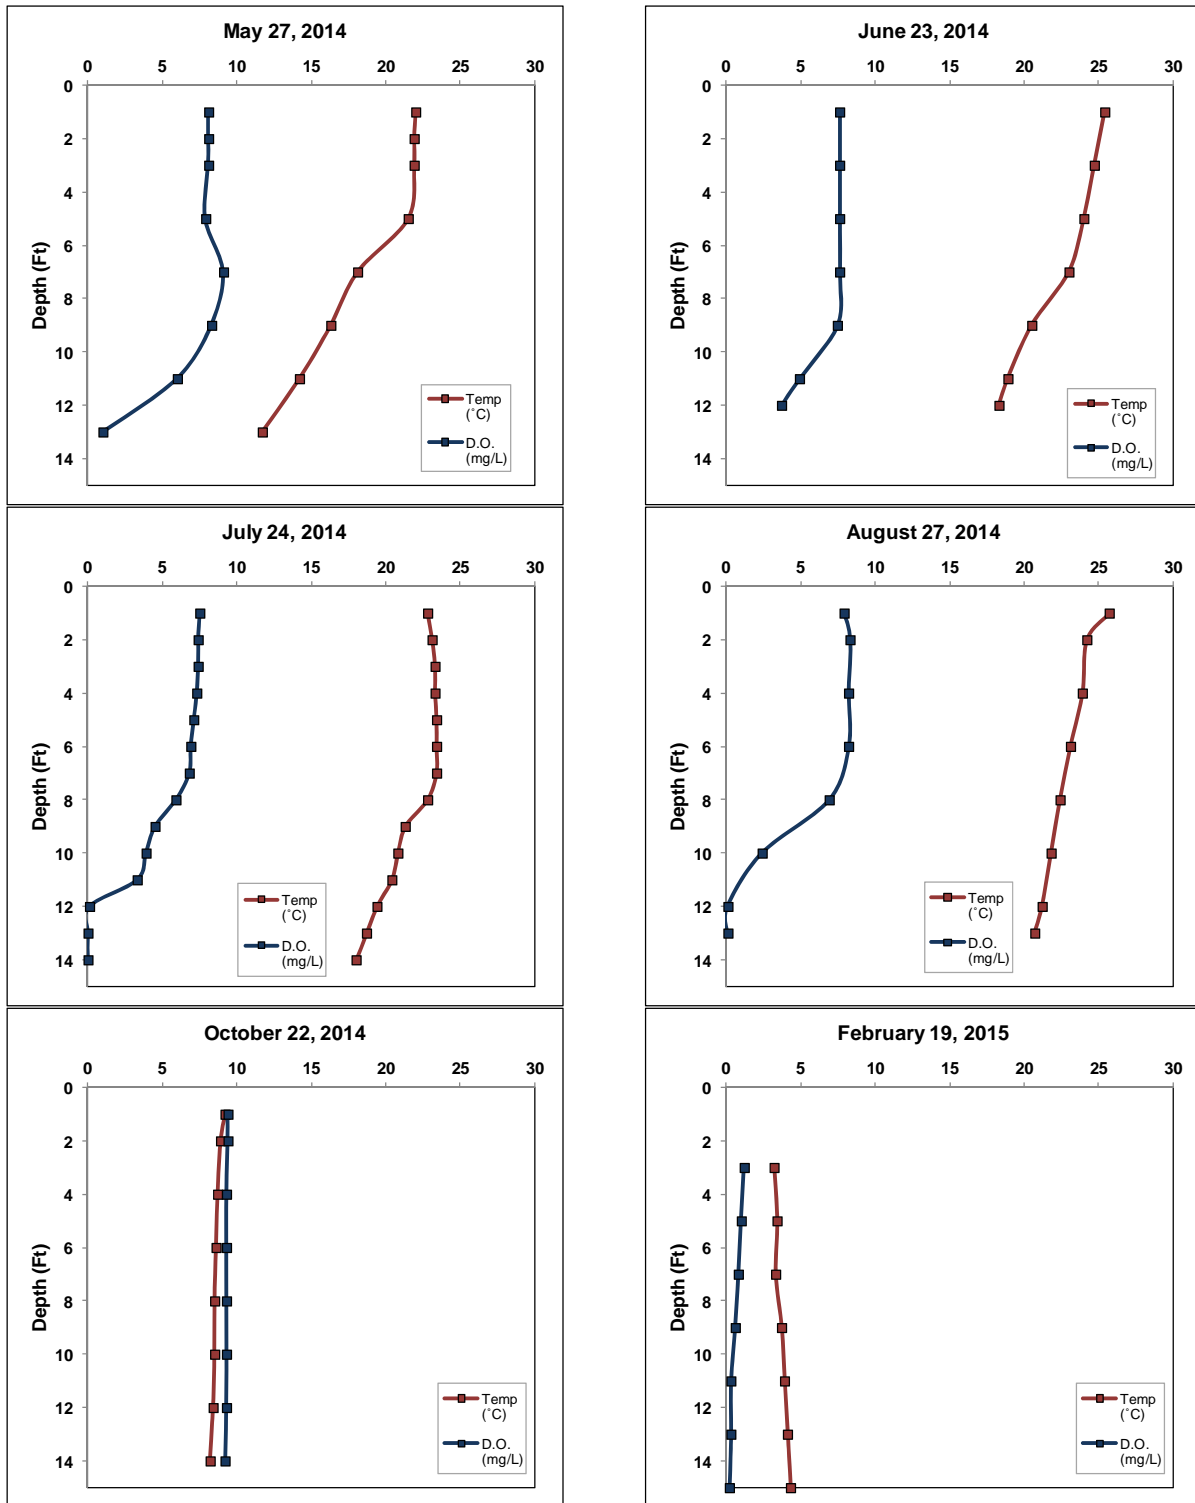 May 27, 2014
0 5 10 15 20 25 30
0
2
4
6
8
10
12
14
Depth (Ft)
Temp
(˚C)
D.O.
(mg/L)
June 23, 2014
0 5 10 15 20 25 30
0
2
4
6
8
10
12
14
Depth (Ft)
Temp
(˚C)
D.O.
(mg/L)
July 24, 2014
0 5 10 15 20 25 30
0
2
4
6
8
10
12
14
Depth (Ft)
Temp
(˚C)
D.O.
(mg/L)
August 27, 2014
0 5 10 15 20 25 30
0
2
4
6
8
10
12
14
Depth (Ft)
Temp
(˚C)
D.O.
(mg/L)
October 22, 2014
0 5 10 15 20 25 30
0
2
4
6
8
10
12
14
Depth (Ft)
Temp
(˚C)
D.O.
(mg/L)
February 19, 2015
0 5 10 15 20 25 30
0
2
4
6
8
10
12
14
Depth (Ft)
Temp
(˚C)
D.O.
(mg/L)